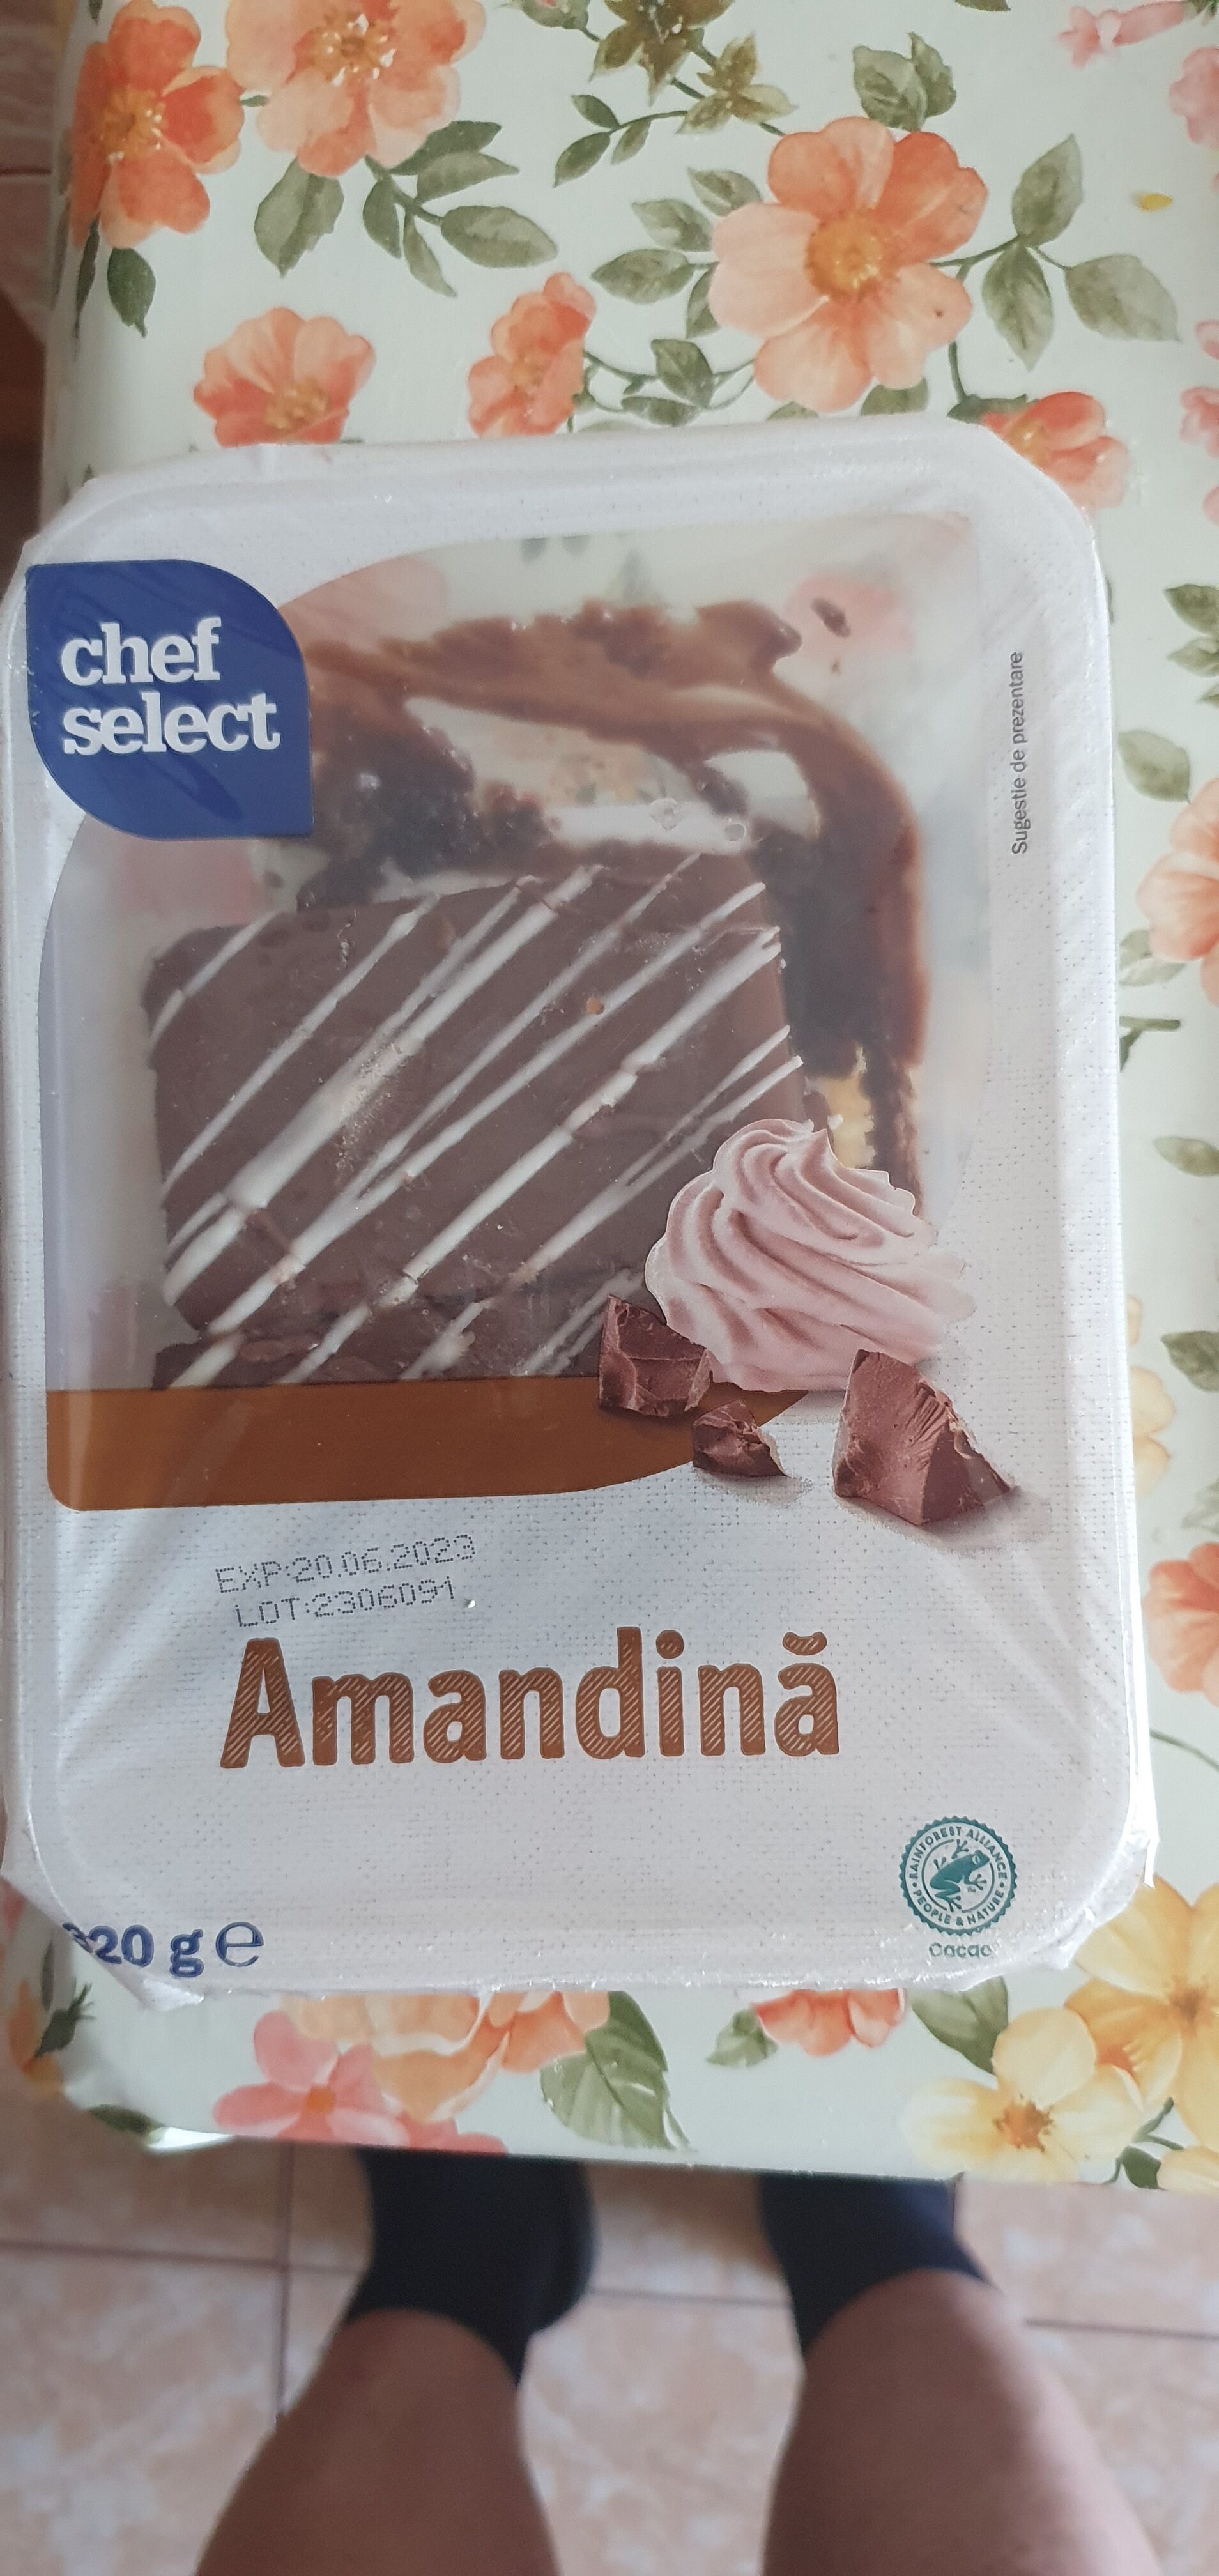 chef
select
Sugestie de prezentare
EXP:20.06.2023
LOT:2306091
Amandină
RAINFOREST ALLIANCE
PEOPLE & NATURE
Cacao
g e